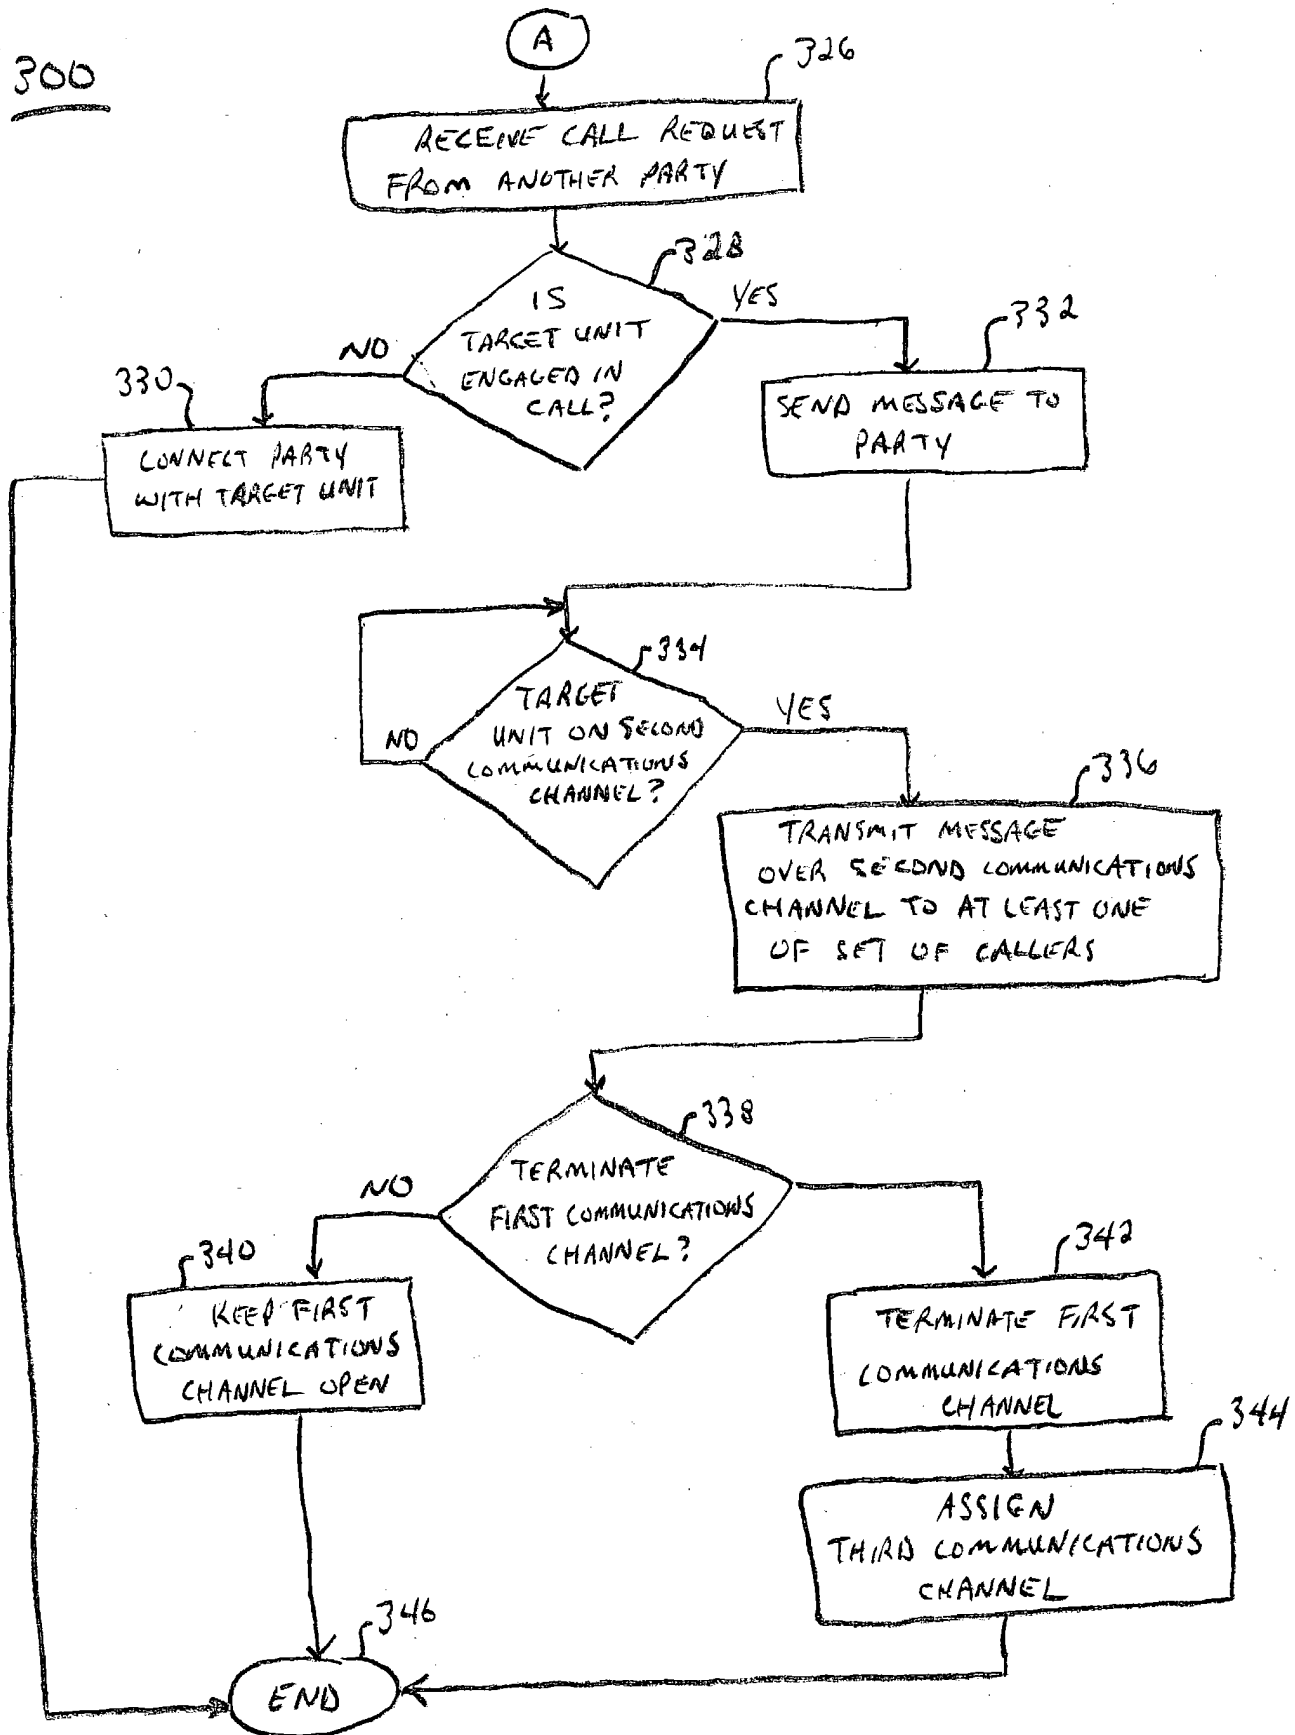 A
300
326
RECEIVE CALL REQUEST
FROM ANOTHER PARTY
328
IS
TARGET UNIT
ENGAGED IN
CALL?
YES
NO
332
SEND MESSAGE TO
PARTY
330
CONNECT PARTY
WITH TARGET UNIT
334
TARGET
UNIT ON SECOND
COMMUNICATIONS
CHANNEL?
YES
NO
336
TRANSMIT MESSAGE
OVER SECOND COMMUNICATIONS
CHANNEL TO AT LEAST ONE
OF SET OF CALLERS
338
TERMINATE
FIRST COMMUNICATIONS
CHANNEL?
NO
340
KEEP FIRST
COMMUNICATIONS
CHANNEL OPEN
342
TERMINATE FIRST
COMMUNICATIONS
CHANNEL
344
ASSIGN
THIRD COMMUNICATIONS
CHANNEL
346
END